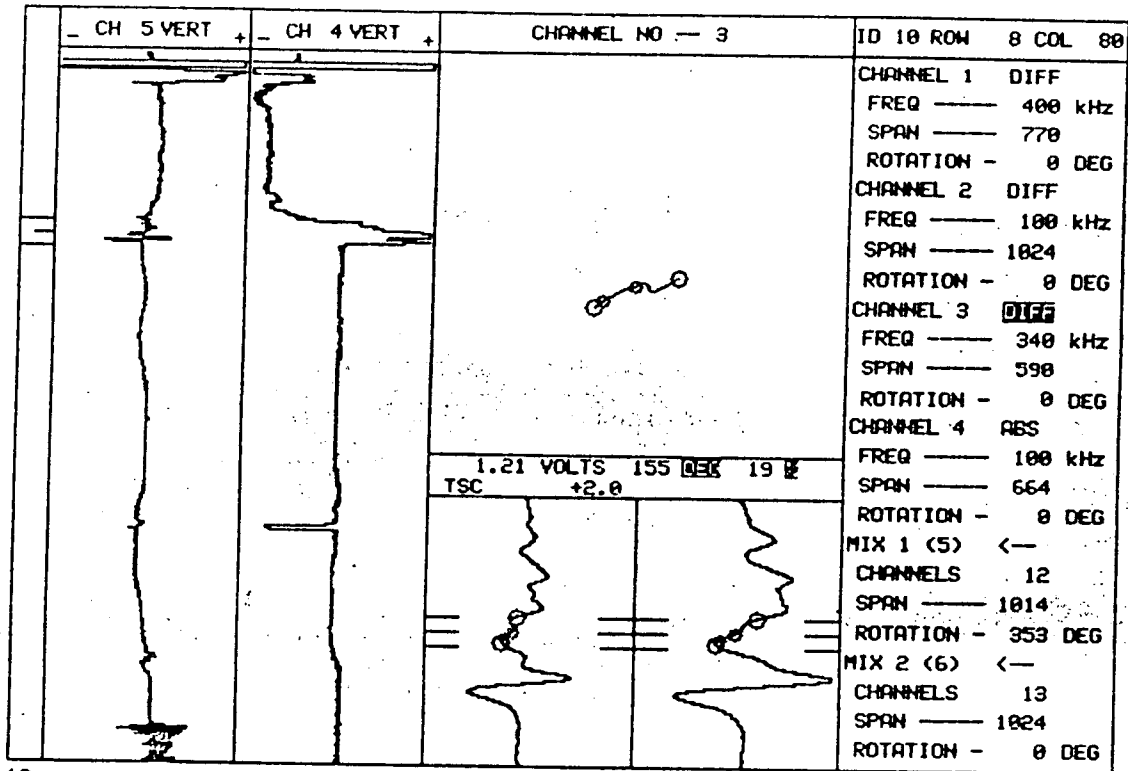 _ CH 5 VERT +
_ CH 4 VERT +
CHANNEL NO .— 3
ID 10 ROW 8 COL 80
CHANNEL 1 DIFF
FREQ ----- 400 kHz
SPAN ----- 770
ROTATION - 0 DEG
CHANNEL 2 DIFF
FREQ ----- 100 kHz
SPAN ----- 1024
ROTATION - 0 DEG
CHANNEL 3 DIFF
FREQ ----- 340 kHz
SPAN ----- 590
ROTATION - 0 DEG
CHANNEL 4 ABS
FREQ ----- 100 kHz
SPAN ----- 664
ROTATION - 0 DEG
MIX 1 (5) <--
CHANNELS 12
SPAN ----- 1014
ROTATION - 353 DEG
MIX 2 (6) <--
CHANNELS 13
SPAN ----- 1024
ROTATION - 0 DEG
1.21 VOLTS 155 DEG 19 %
TSC +2.0